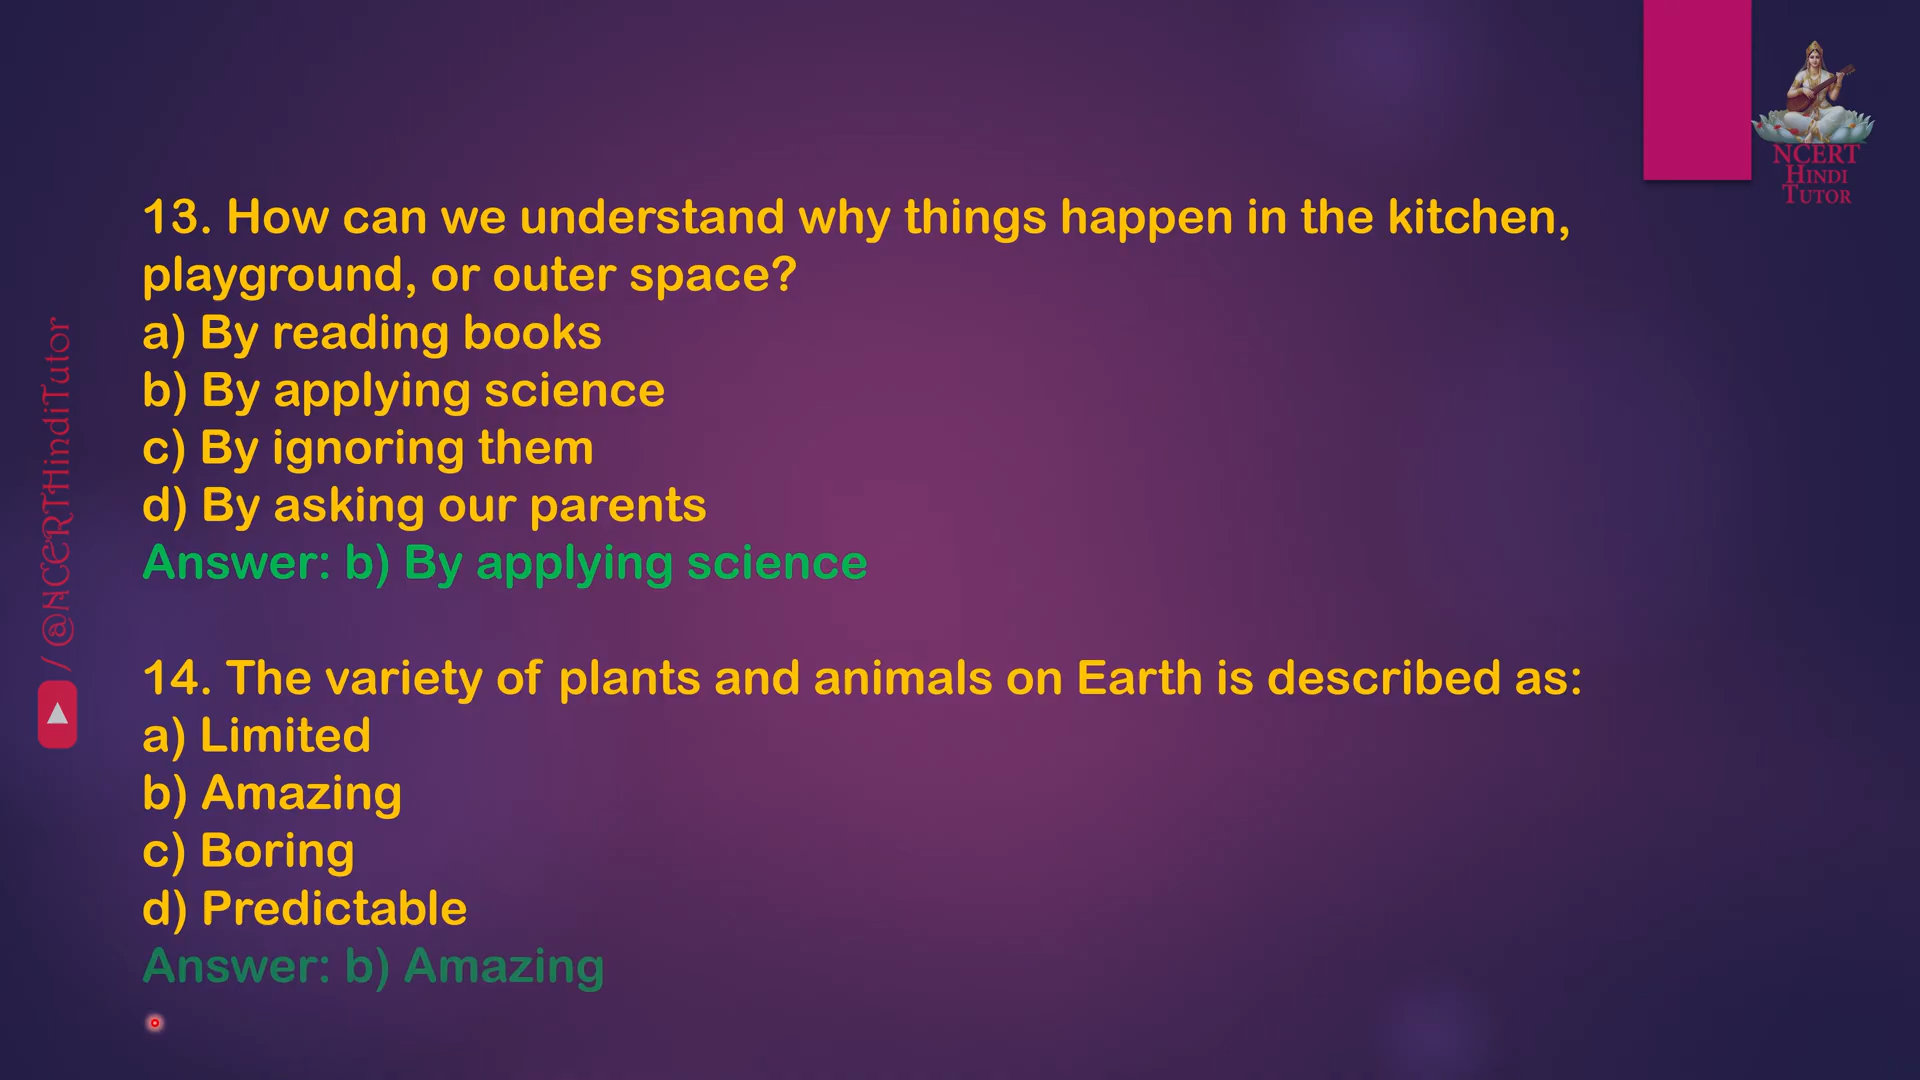 NCERT
HINDI
TUTOR
13. How can we understand why things happen in the kitchen,
playground, or outer space?
a) By reading books
b) By applying science
c) By ignoring them
d) By asking our parents
Answer: b) By applying science
14. The variety of plants and animals on Earth is described as:
a) Limited
b) Amazing
c) Boring
d) Predictable
Answer: b) Amazing
/ @NCERTHindiTutor